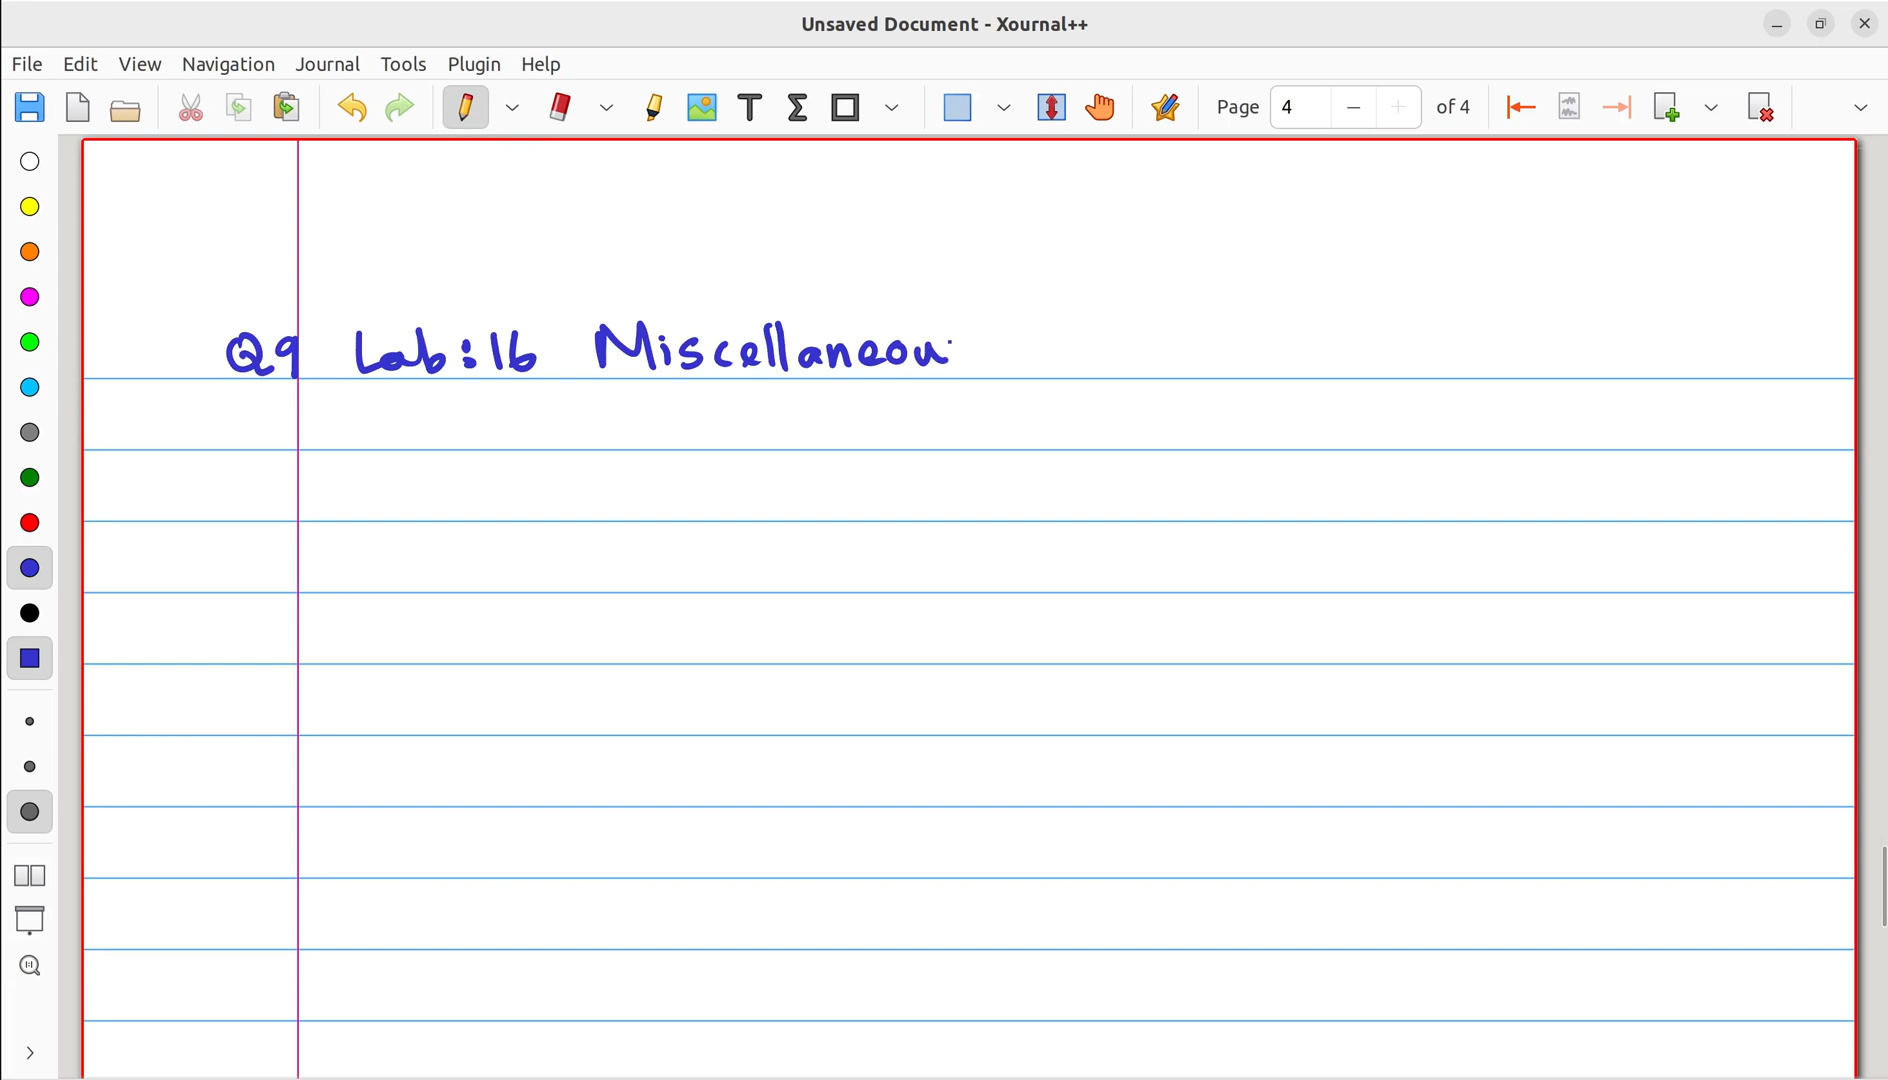 Unsaved Document - Xournal++
File Edit View Navigation Journal Tools Plugin Help
Page 4 of 4
Q9 Lab:16 Miscellaneou